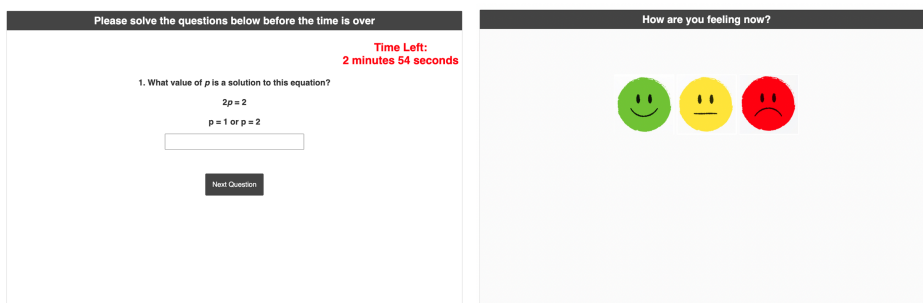 Please solve the questions below before the time is over
Time Left:
2 minutes 54 seconds
1. What value of p is a solution to this equation?
2p = 2
p = 1 or p = 2
Next Question
How are you feeling now?